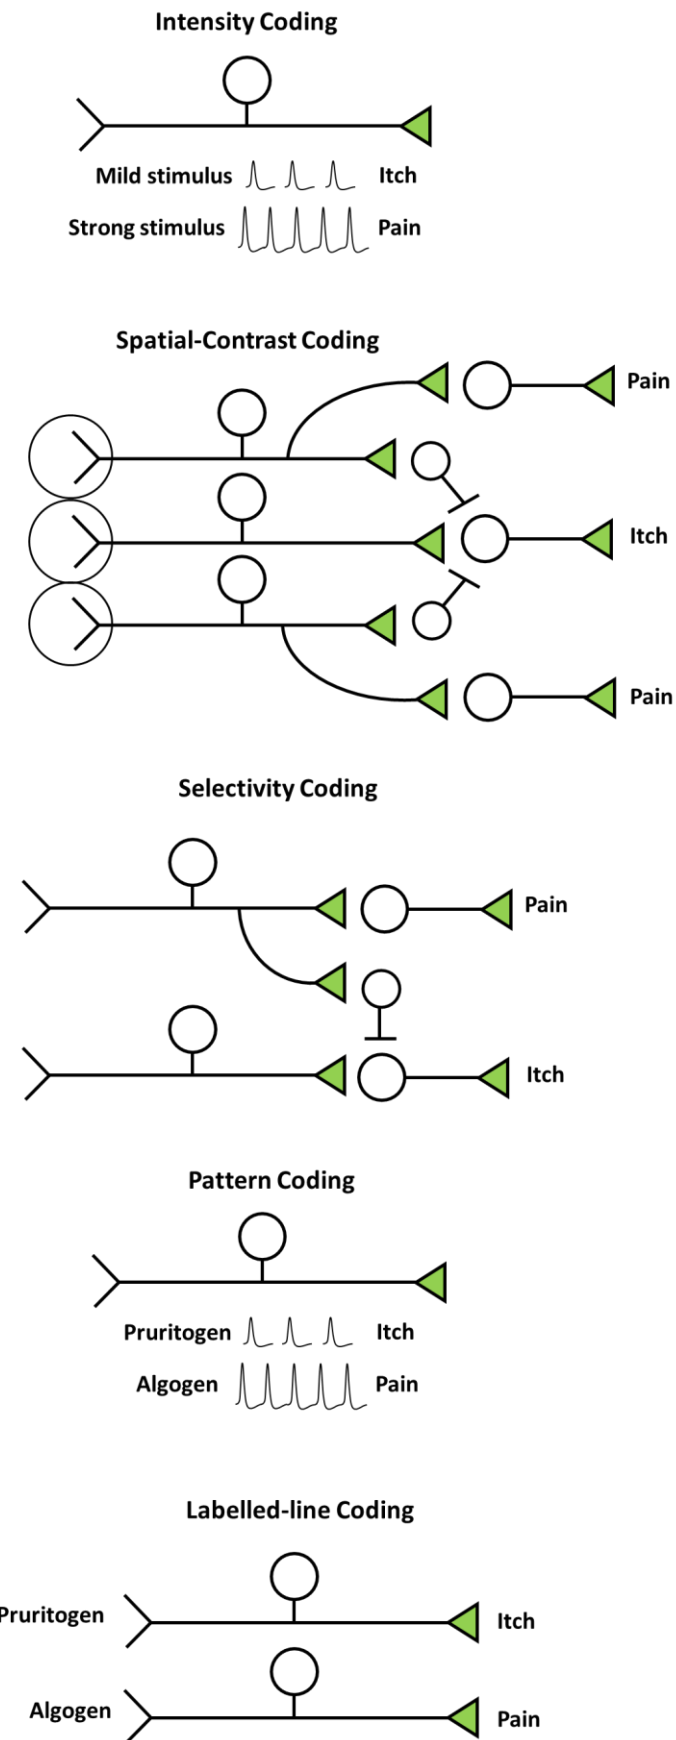 Intensity Coding
Mild stimulus Itch
Strong stimulus Pain
Spatial-Contrast Coding
Pain
Itch
Pain
Selectivity Coding
Pain
Itch
Pattern Coding
Pruritogen Itch
Algogen Pain
Labelled-line Coding
Pruritogen Itch
Algogen Pain